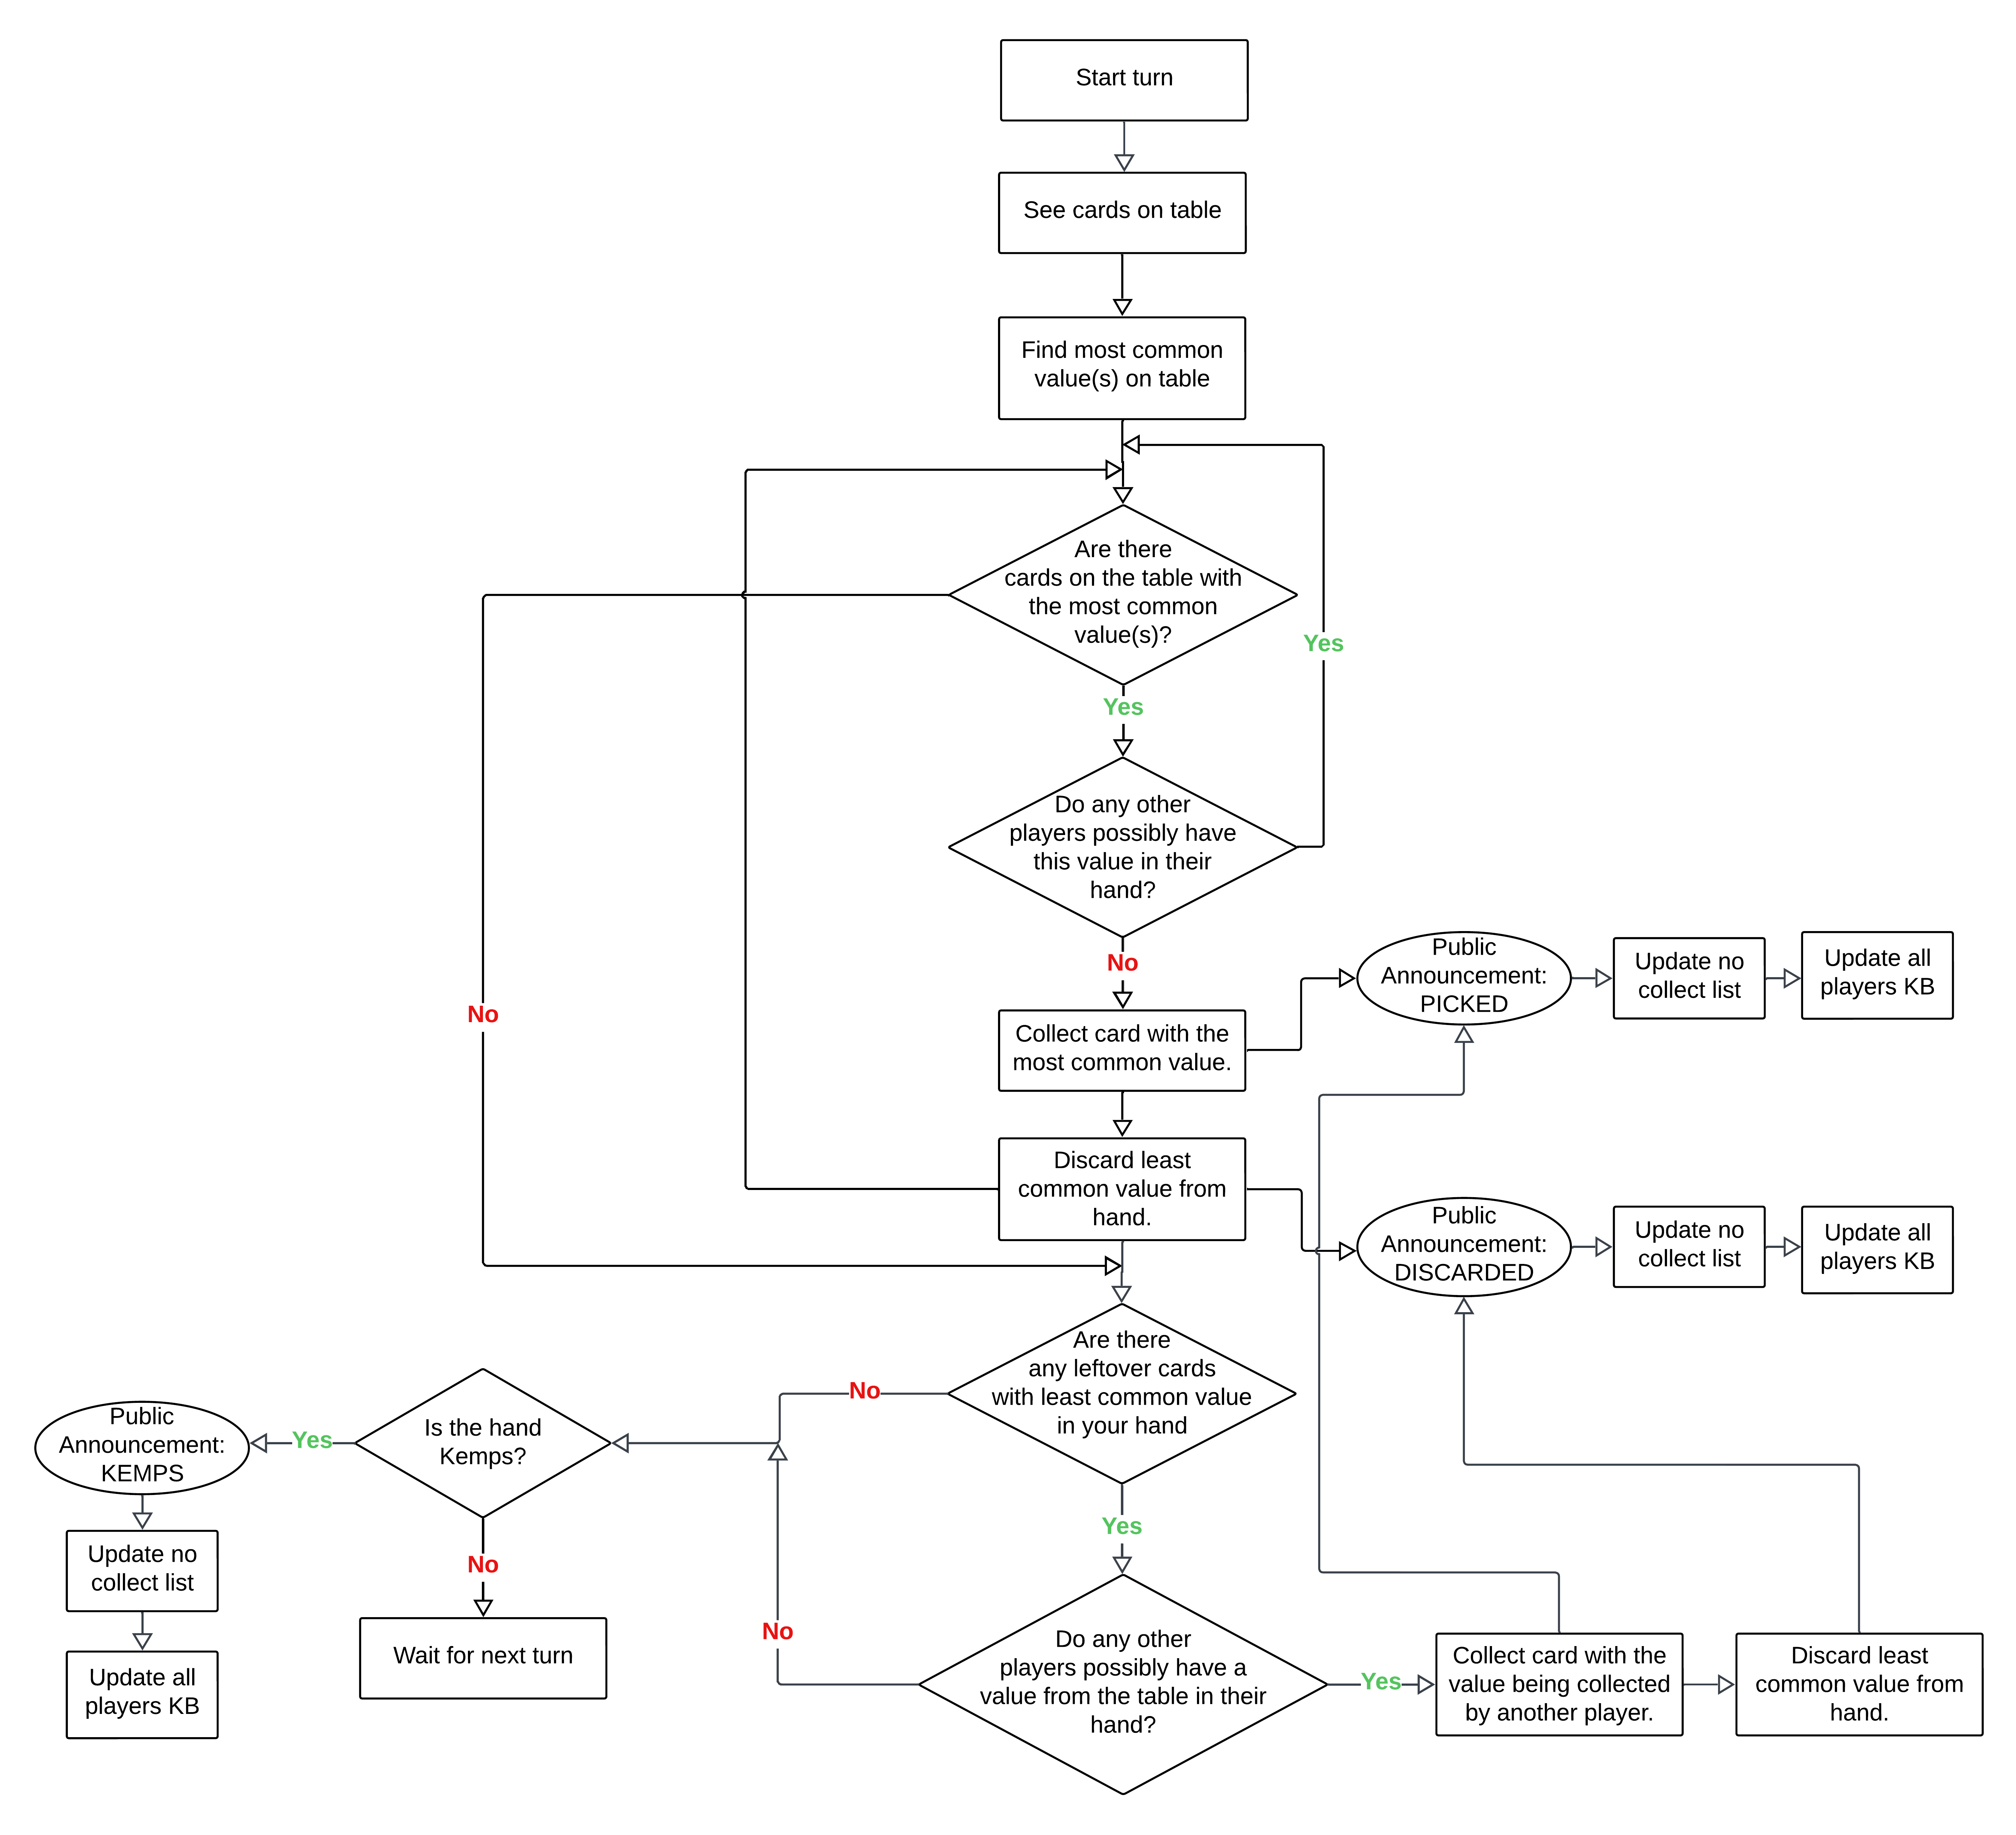 Start turn
See cards on table
Find most common
value(s) on table
Are there
cards on the table with
the most common
value(s)?
Yes
Yes
Do any other
players possibly have
this value in their
hand?
No
No
Collect card with the
most common value.
Public
Announcement:
PICKED
Update no
collect list
Update all
players KB
Discard least
common value from
hand.
Public
Announcement:
DISCARDED
Update no
collect list
Update all
players KB
Are there
any leftover cards
with least common value
in your hand
No
Is the hand
Kemps?
Yes
Public
Announcement:
KEMPS
Update no
collect list
Update all
players KB
No
Wait for next turn
Yes
No
Do any other
players possibly have a
value from the table in their
hand?
Yes
Collect card with the
value being collected
by another player.
Discard least
common value from
hand.